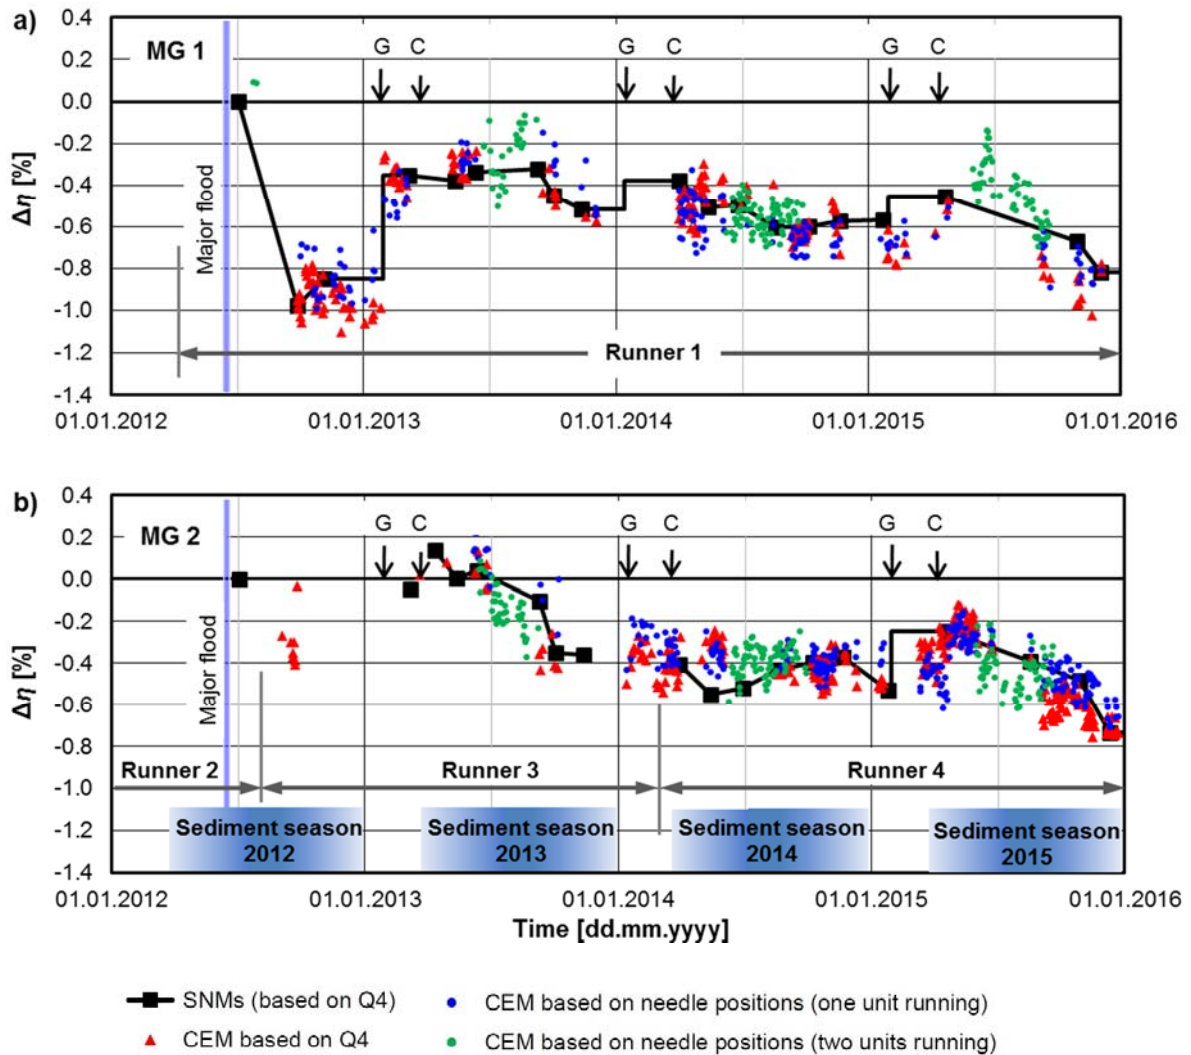 a)
MG 1
G C
G C
G C
0.4
0.2
0.0
-0.2
-0.4
-0.6
-0.8
-1.0
-1.2
-1.4
Δη [%]
Major flood
Runner 1
01.01.2012 01.01.2013 01.01.2014 01.01.2015 01.01.2016
b)
MG 2
G C
G C
G C
0.4
0.2
0.0
-0.2
-0.4
-0.6
-0.8
-1.0
-1.2
-1.4
Δη [%]
Major flood
Runner 2 Runner 3 Runner 4
Sediment season
2012
Sediment season
2013
Sediment season
2014
Sediment season
2015
01.01.2012 01.01.2013 01.01.2014 01.01.2015 01.01.2016
Time [dd.mm.yyyy]
SNMs (based on Q4)
CEM based on needle positions (one unit running)
CEM based on Q4
CEM based on needle positions (two units running)